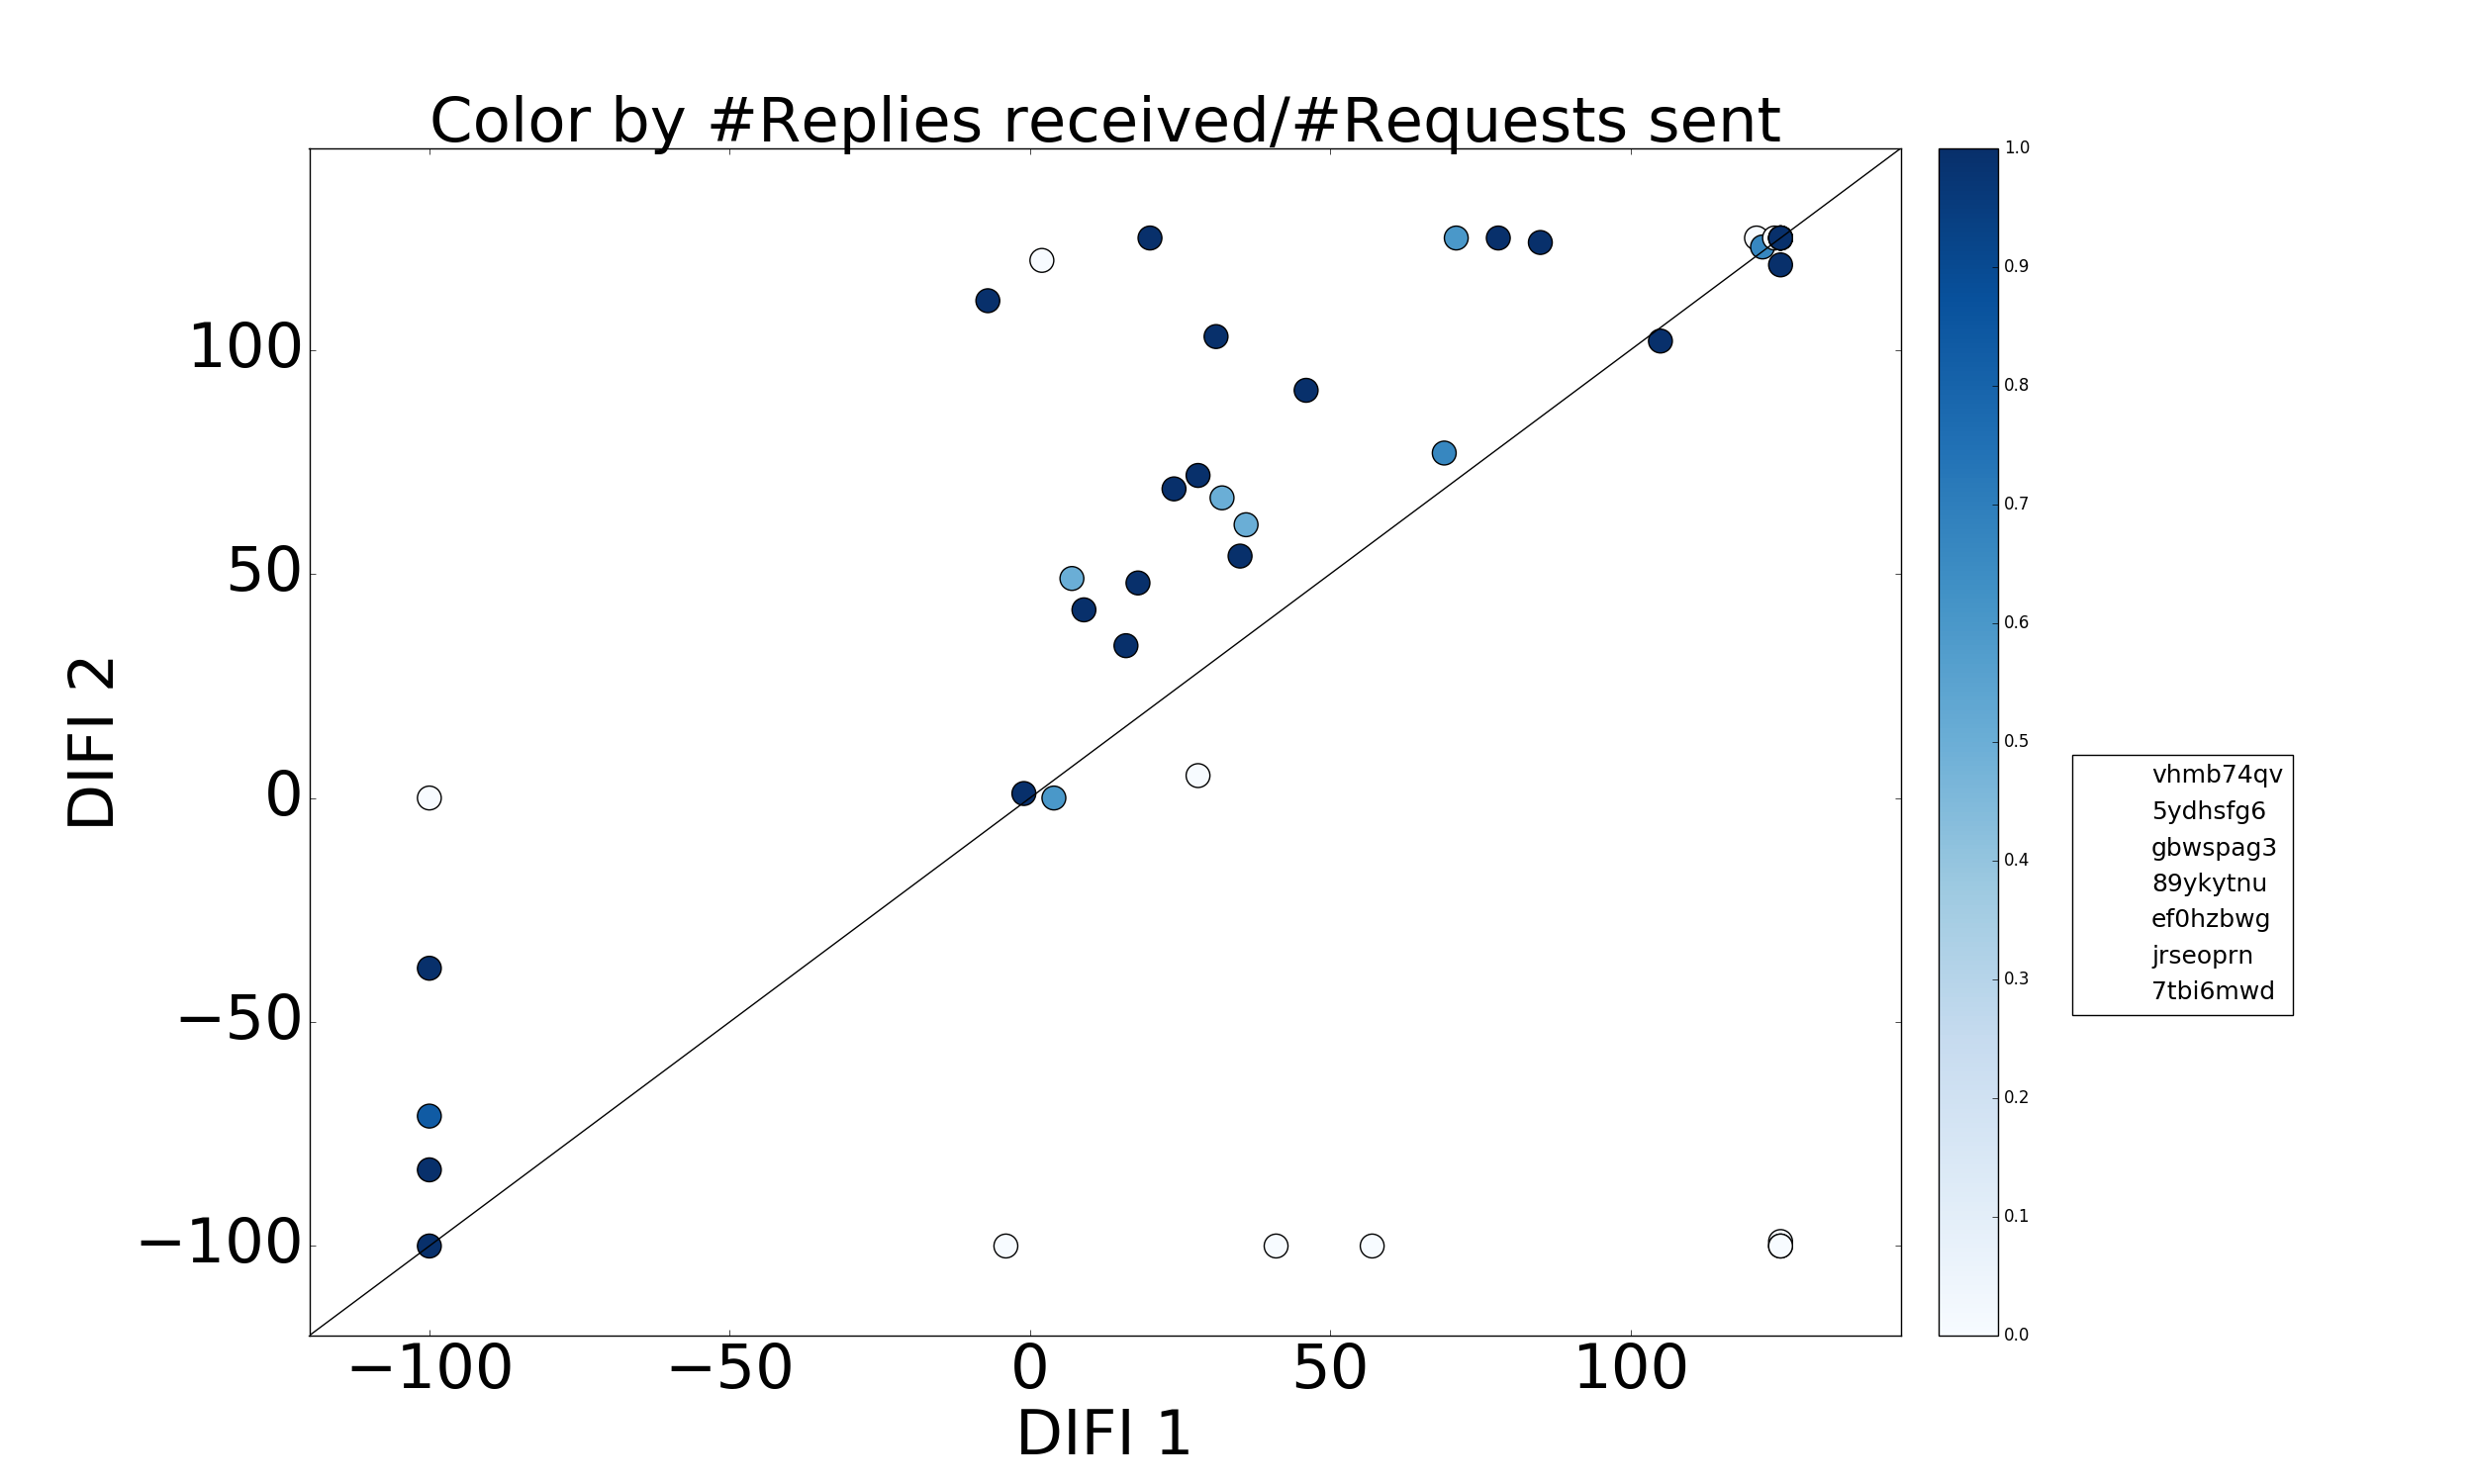 Color by #Replies received/#Requests sent
100
50
0
−50
−100
DIFI 2
−100
−50
0
50
100
DIFI 1
1.0
0.9
0.8
0.7
0.6
0.5
0.4
0.3
0.2
0.1
0.0
vhmb74qv
5ydhsfg6
gbwspag3
89ykytnu
ef0hzbwg
jrseoprn
7tbi6mwd